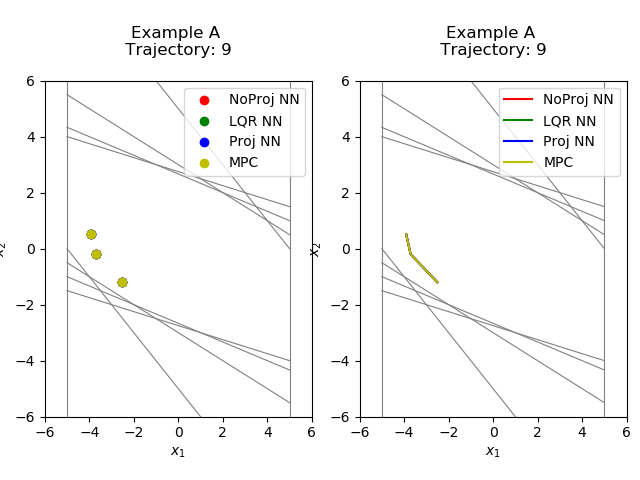 Example A
Trajectory: 9
6
4
2
0
−2
−4
−6
−6
−4
−2
0
2
4
6
x₁
NoProj NN
LQR NN
Proj NN
MPC
Example A
Trajectory: 9
x₂
6
4
2
0
−2
−4
−6
−6
−4
−2
0
2
4
6
x₁
NoProj NN
LQR NN
Proj NN
MPC